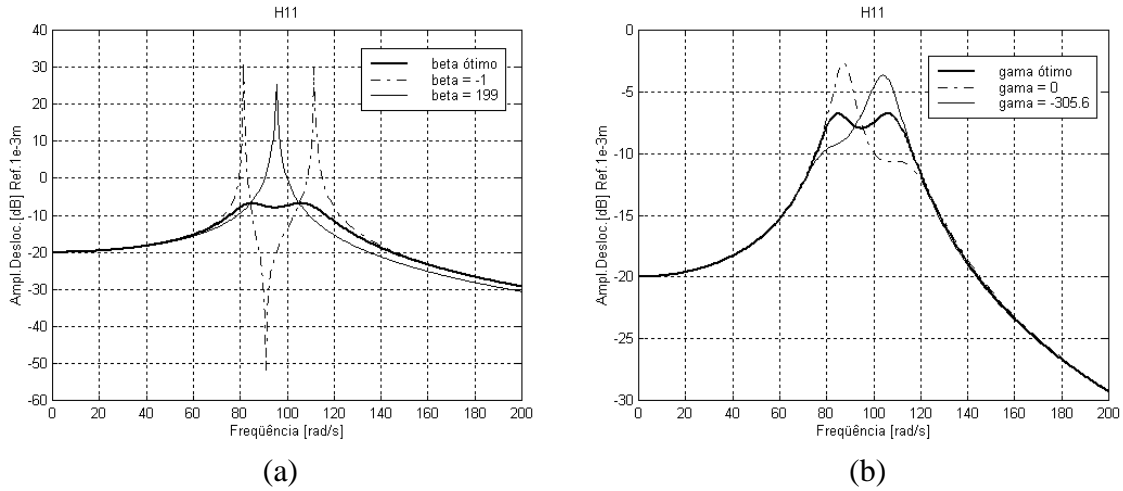 H11
40
30
20
10
0
-10
-20
-30
-40
-50
-60
Ampl.Desloc.[dB] Ref.1e-3m
beta ótimo
beta = -1
beta = 199
0 20 40 60 80 100 120 140 160 180 200
Freqüência [rad/s]
(a)
H11
0
-5
-10
-15
-20
-25
-30
Ampl.Desloc.[dB] Ref.1e-3m
gama ótimo
gama = 0
gama = -305.6
0 20 40 60 80 100 120 140 160 180 200
Freqüência [rad/s]
(b)